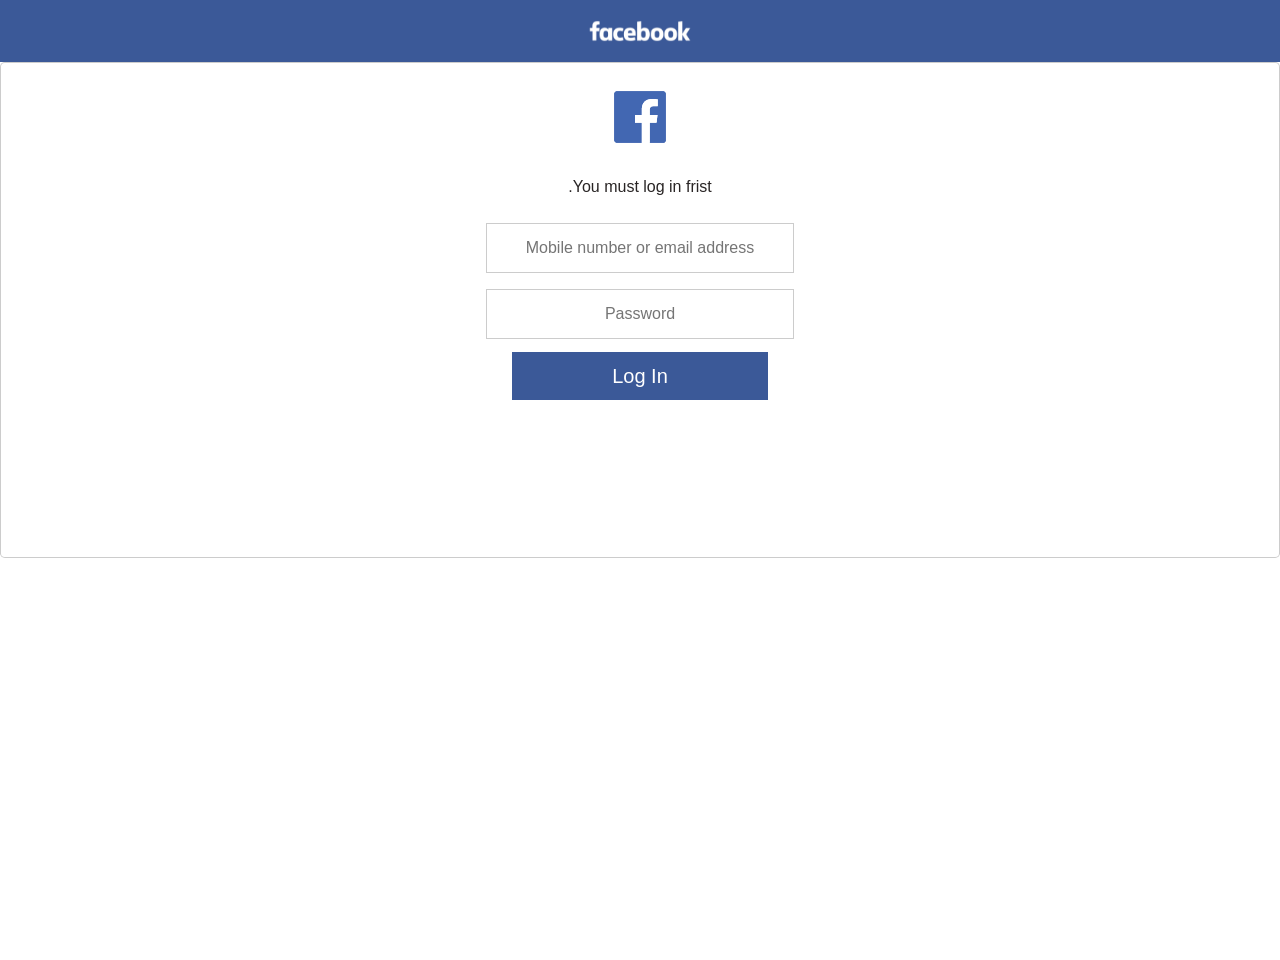 facebook
.You must log in frist
Mobile number or email address
Password
Log In